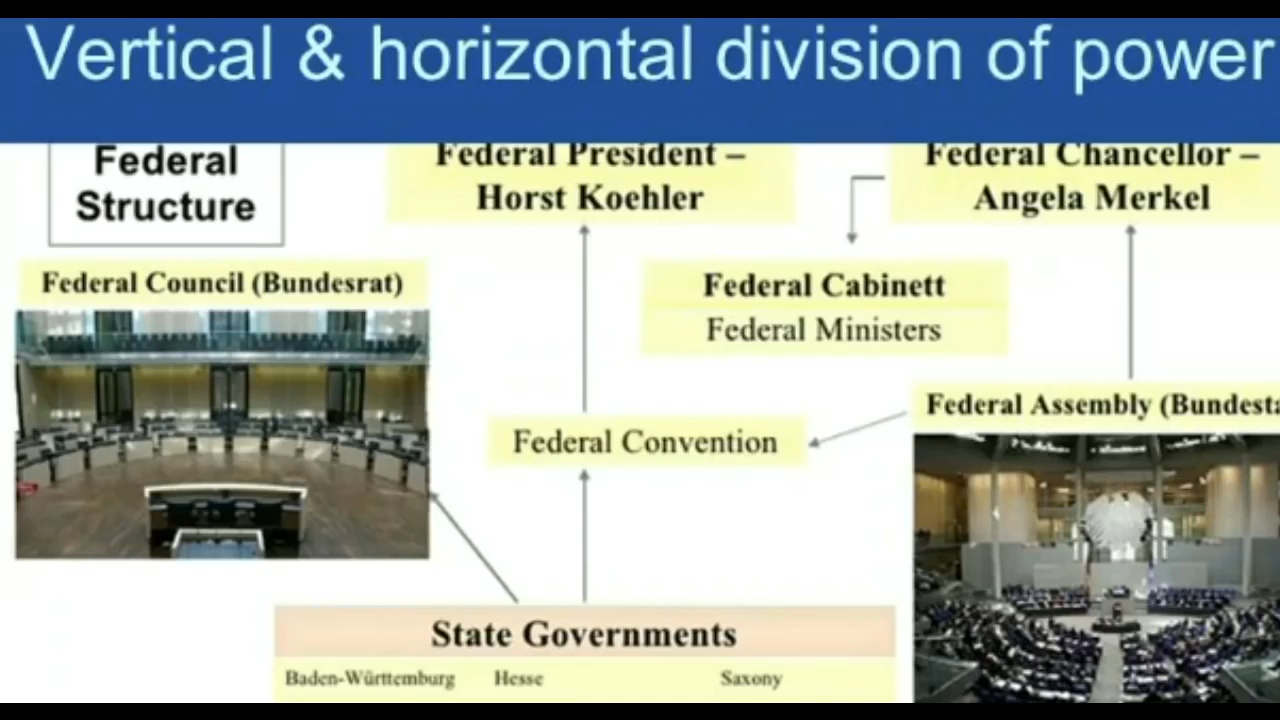 Vertical & horizontal division of power
Federal
Structure
Federal President –
Horst Koehler
Federal Chancellor –
Angela Merkel
Federal Council (Bundesrat)
Federal Cabinett
Federal Ministers
Federal Assembly (Bundesta
Federal Convention
State Governments
Baden-Württemburg Hesse Saxony